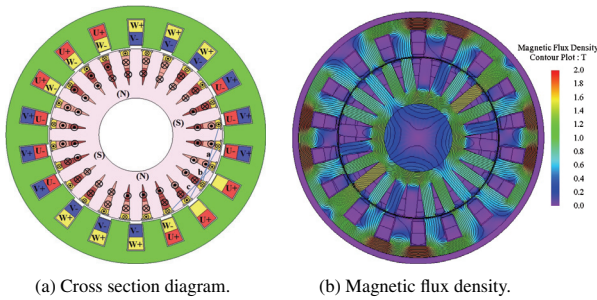 W+ W+
V- V-
U+ U+
W- W-
U+ U+
W- W-
V+ U- U- V+
(N)
(S)
V+ U- U- V+
(S)
a
b
c
(N)
U+
W+ V- V- W+ U+
W+ W+
(a) Cross section diagram.
Magnetic Flux Density
Contour Plot : T
2.0
1.8
1.6
1.4
1.2
1.0
0.8
0.6
0.4
0.2
0.0
(b) Magnetic flux density.